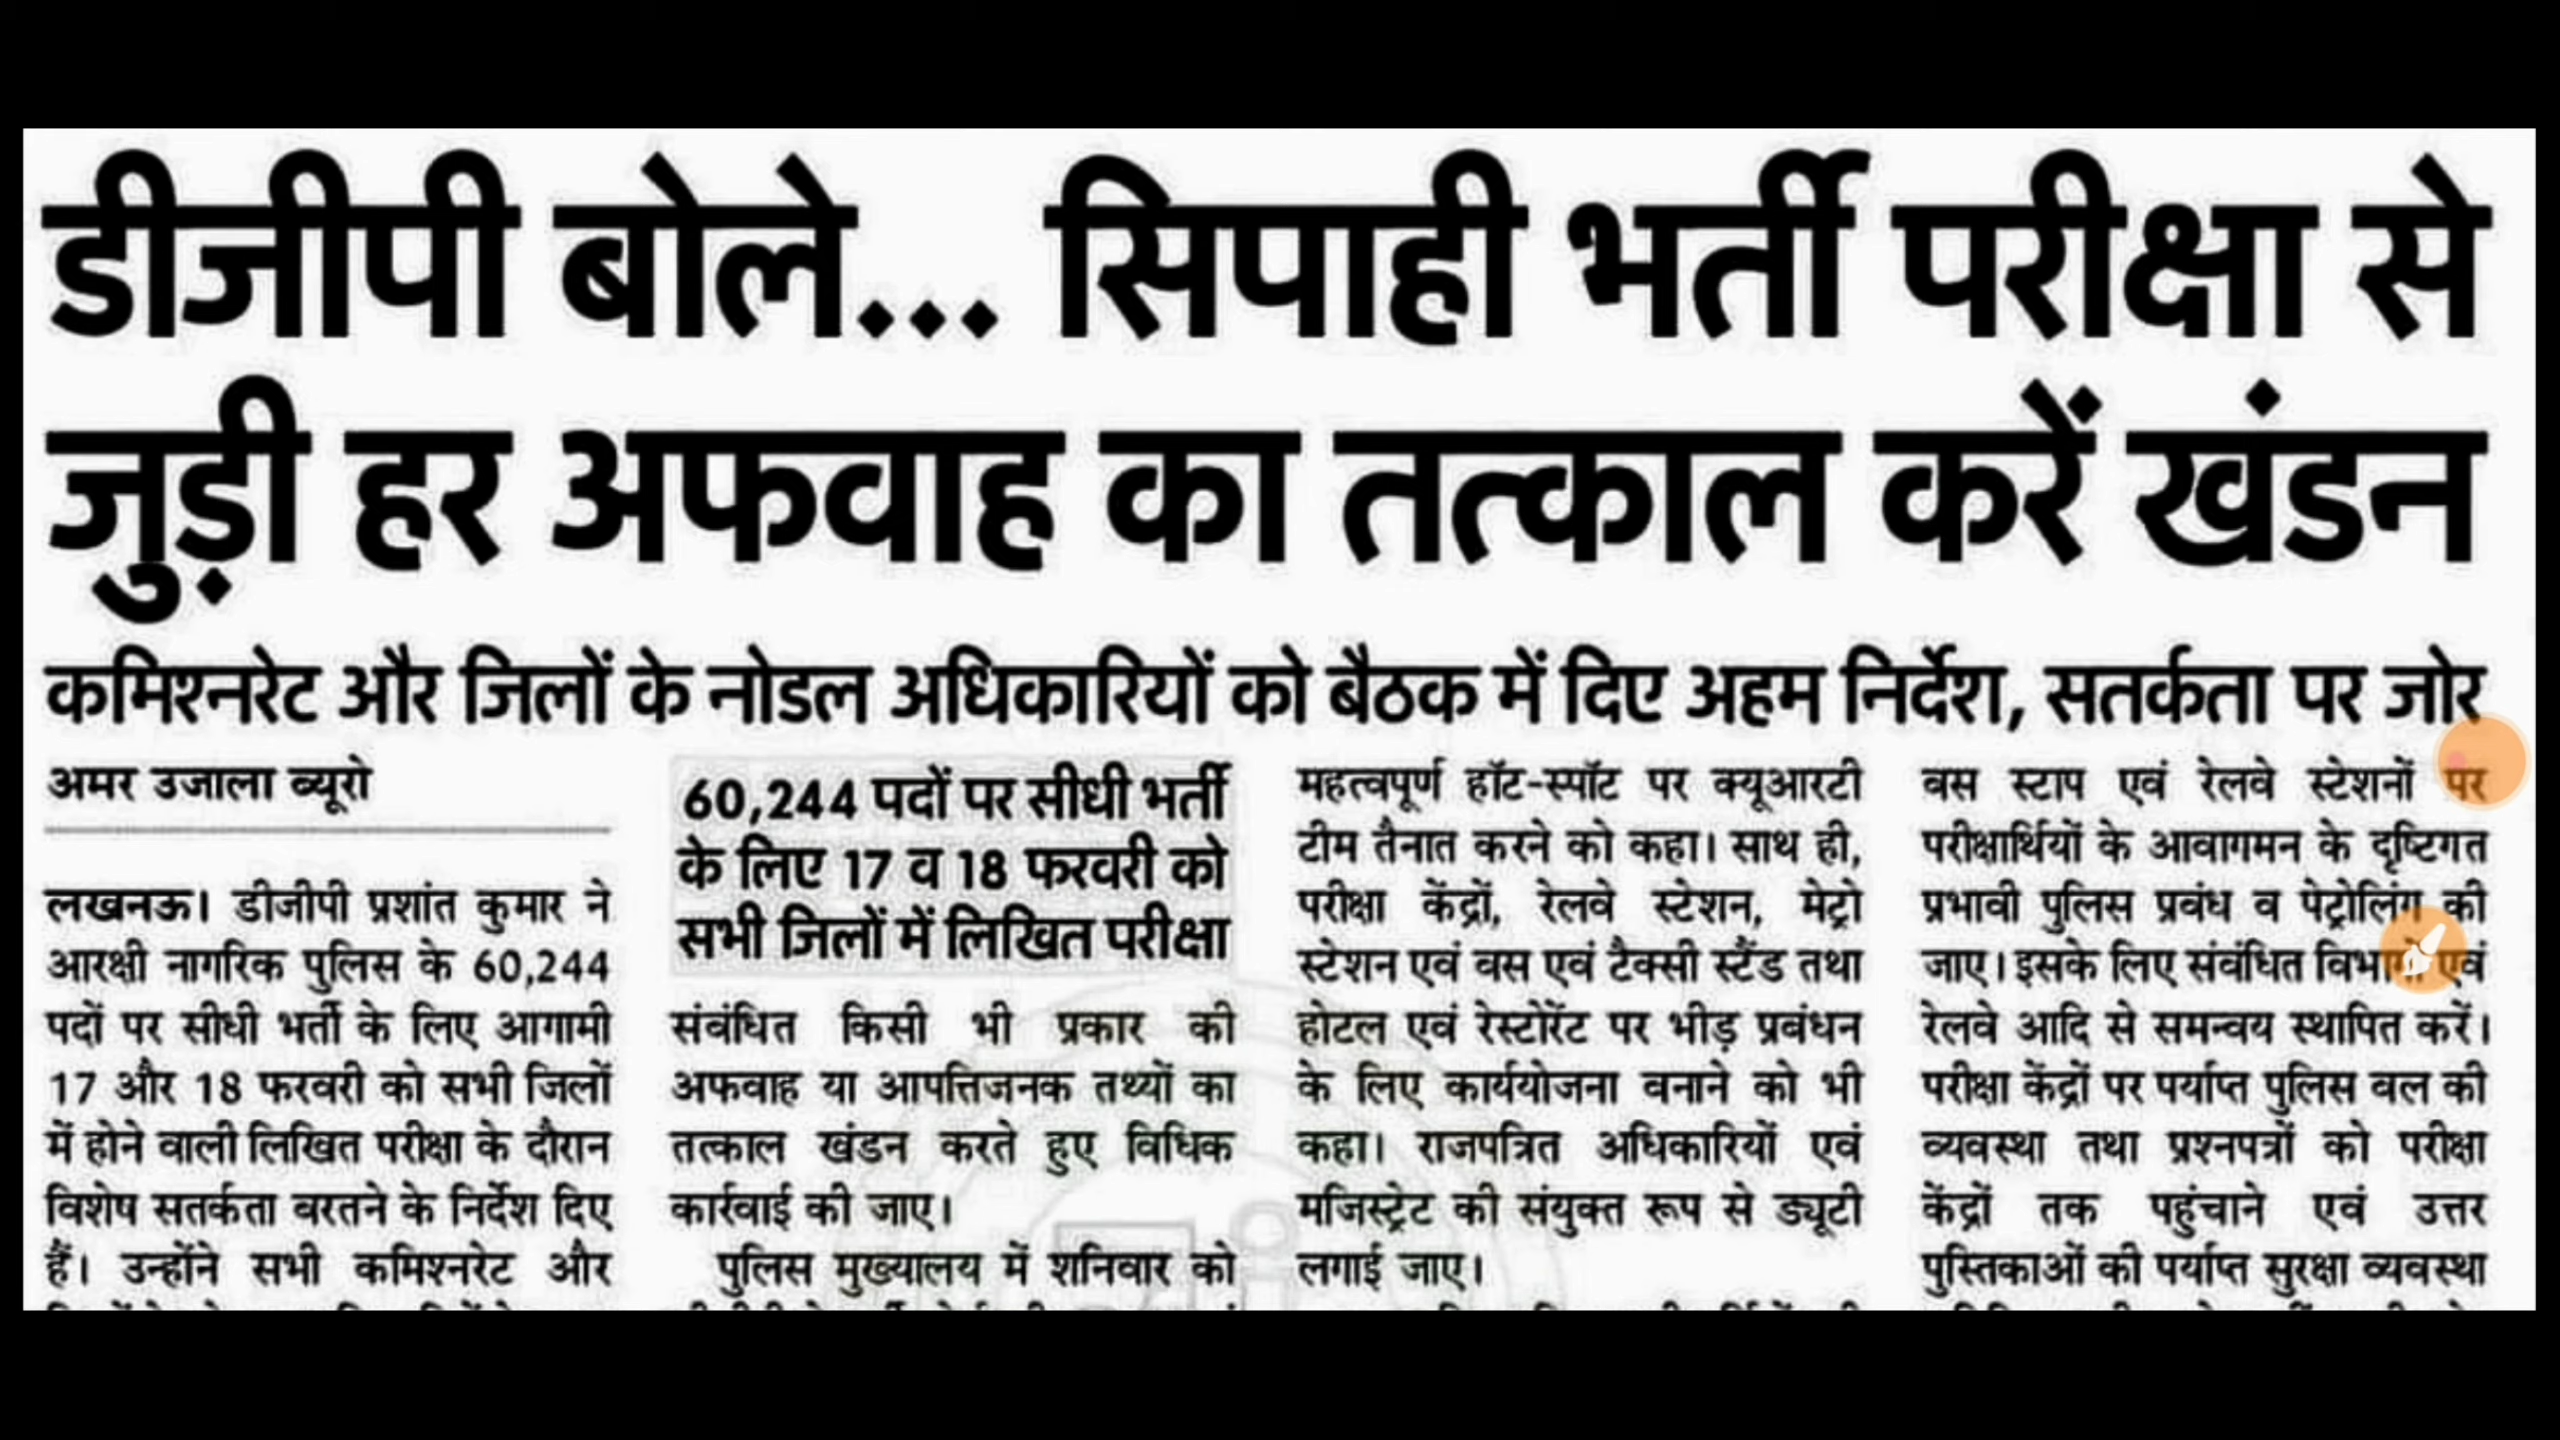 डीजीपी बोले... सिपाही भर्ती परीक्षा से
जुड़ी हर अफवाह का तत्काल करें खंडन
कमिश्नरेट और जिलों के नोडल अधिकारियों को बैठक में दिए अहम निर्देश, सतर्कता पर जोर
अमर उजाला ब्यूरो
लखनऊ। डीजीपी प्रशांत कुमार ने
आरक्षी नागरिक पुलिस के 60,244
पदों पर सीधी भर्ती के लिए आगामी
17 और 18 फरवरी को सभी जिलों
में होने वाली लिखित परीक्षा के दौरान
विशेष सतर्कता बरतने के निर्देश दिए
हैं। उन्होंने सभी कमिश्नरेट और
60,244 पदों पर सीधी भर्ती
के लिए 17 व 18 फरवरी को
सभी जिलों में लिखित परीक्षा
संबंधित किसी भी प्रकार की
अफवाह या आपत्तिजनक तथ्यों का
तत्काल खंडन करते हुए विधिक
कार्रवाई की जाए।
पुलिस मुख्यालय में शनिवार को
महत्वपूर्ण हॉट-स्पॉट पर क्यूआरटी
टीम तैनात करने को कहा। साथ ही,
परीक्षा केंद्रों, रेलवे स्टेशन, मेट्रो
स्टेशन एवं बस एवं टैक्सी स्टैंड तथा
होटल एवं रेस्टोरेंट पर भीड़ प्रबंधन
के लिए कार्ययोजना बनाने को भी
कहा। राजपत्रित अधिकारियों एवं
मजिस्ट्रेट की संयुक्त रूप से ड्यूटी
लगाई जाए।
बस स्टाप एवं रेलवे स्टेशनों पर
परीक्षार्थियों के आवागमन के दृष्टिगत
प्रभावी पुलिस प्रबंध व पेट्रोलिंग की
जाए। इसके लिए संबंधित एवं
रेलवे आदि से समन्वय स्थापित करें।
परीक्षा केंद्रों पर पर्याप्त पुलिस बल की
व्यवस्था तथा प्रश्नपत्रों को परीक्षा
केंद्रों तक पहुंचाने एवं उत्तर
पुस्तिकाओं की पर्याप्त सुरक्षा व्यवस्था